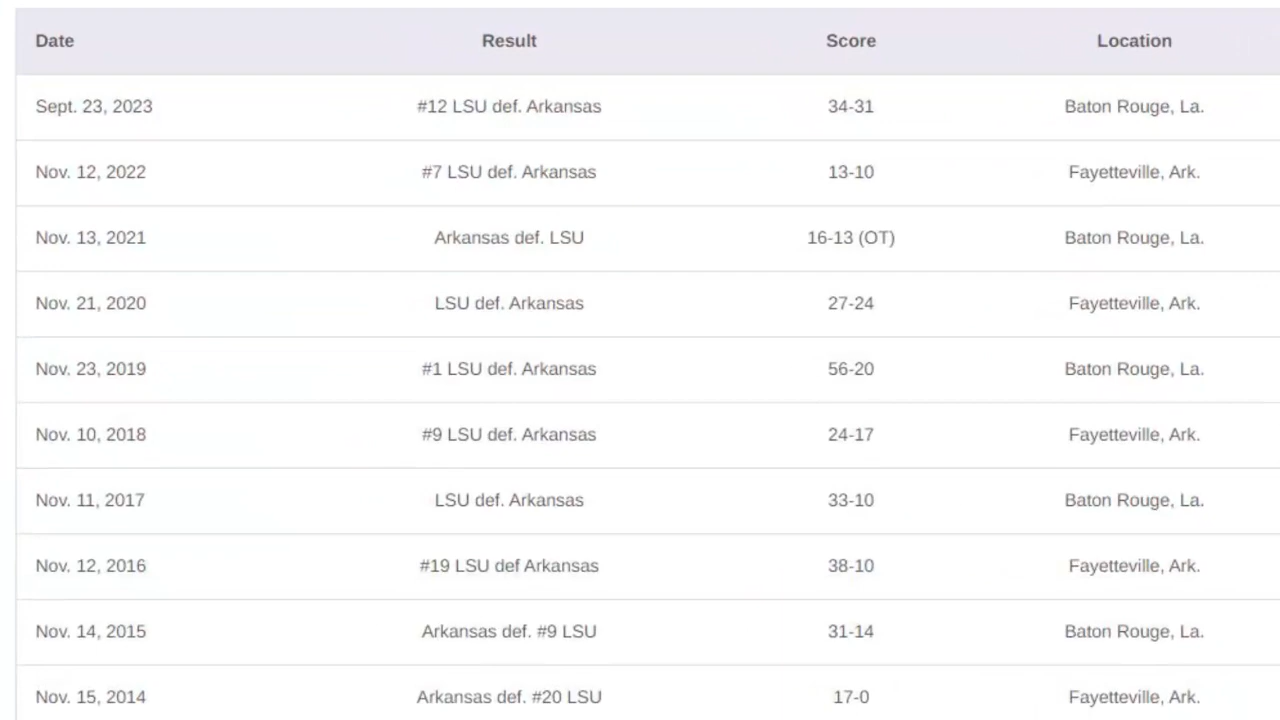 Date Result Score Location
Sept. 23, 2023 #12 LSU def. Arkansas 34-31 Baton Rouge, La.
Nov. 12, 2022 #7 LSU def. Arkansas 13-10 Fayetteville, Ark.
Nov. 13, 2021 Arkansas def. LSU 16-13 (OT) Baton Rouge, La.
Nov. 21, 2020 LSU def. Arkansas 27-24 Fayetteville, Ark.
Nov. 23, 2019 #1 LSU def. Arkansas 56-20 Baton Rouge, La.
Nov. 10, 2018 #9 LSU def. Arkansas 24-17 Fayetteville, Ark.
Nov. 11, 2017 LSU def. Arkansas 33-10 Baton Rouge, La.
Nov. 12, 2016 #19 LSU def Arkansas 38-10 Fayetteville, Ark.
Nov. 14, 2015 Arkansas def. #9 LSU 31-14 Baton Rouge, La.
Nov. 15, 2014 Arkansas def. #20 LSU 17-0 Fayetteville, Ark.